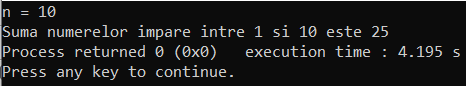 n = 10
Suma numerelor impare intre 1 si 10 este 25
Process returned 0 (0x0)   execution time : 4.195 s
Press any key to continue.